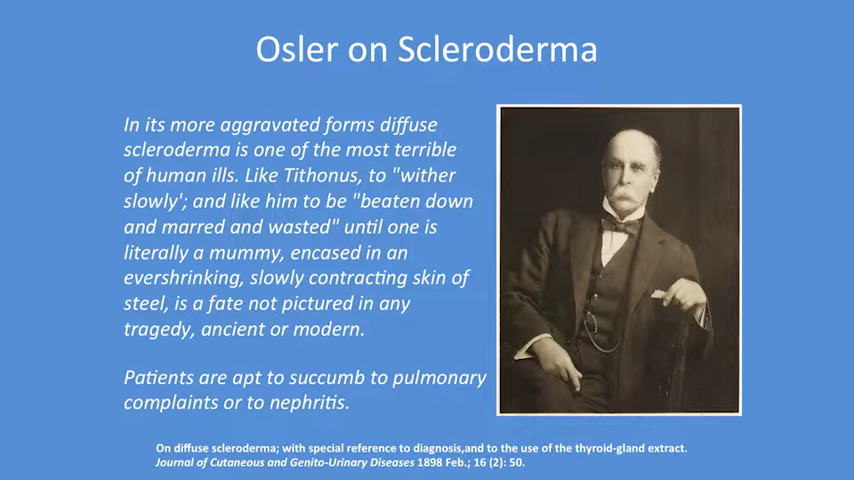 Osler on Scleroderma
In its more aggravated forms diffuse
scleroderma is one of the most terrible
of human ills. Like Tithonus, to "wither
slowly'; and like him to be "beaten down
and marred and wasted" until one is
literally a mummy, encased in an
evershrinking, slowly contracting skin of
steel, is a fate not pictured in any
tragedy, ancient or modern.
Patients are apt to succumb to pulmonary
complaints or to nephritis.
On diffuse scleroderma; with special reference to diagnosis,and to the use of the thyroid-gland extract.
Journal of Cutaneous and Genito-Urinary Diseases 1898 Feb.; 16 (2): 50.